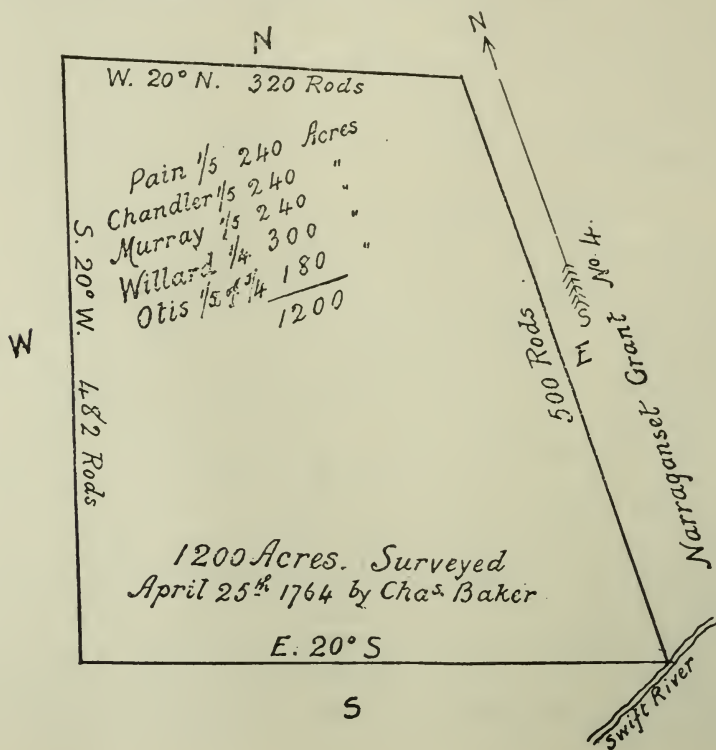 N
W. 20° N. 320 Rods
Pain 1/5 240 Acres
Chandler 1/5 240 "
Murray 1/5 240 "
Willard 1/4 300 "
Otis 1/5 of 3/4 180 "
1200
W
S. 20° W. 482 Rods
N
E S
500 Rods
Narraganset Grant No. 4.
1200 Acres. Surveyed
April 25th 1764 by Chas. Baker
E. 20° S
S
Swift River